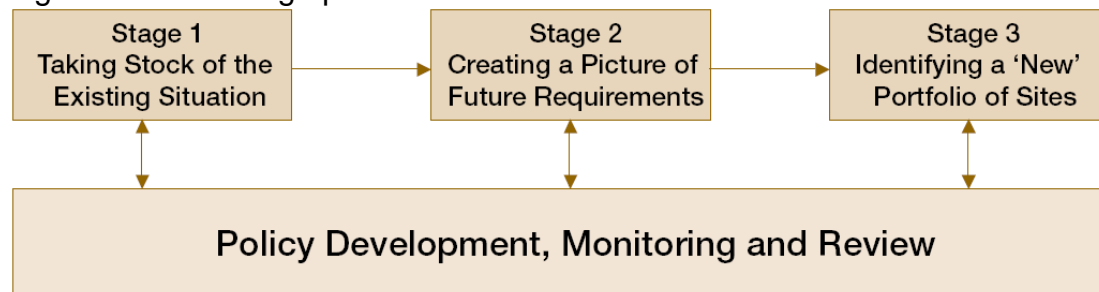 Stage 1
Taking Stock of the
Existing Situation
Stage 2
Creating a Picture of
Future Requirements
Stage 3
Identifying a ‘New’
Portfolio of Sites
Policy Development, Monitoring and Review